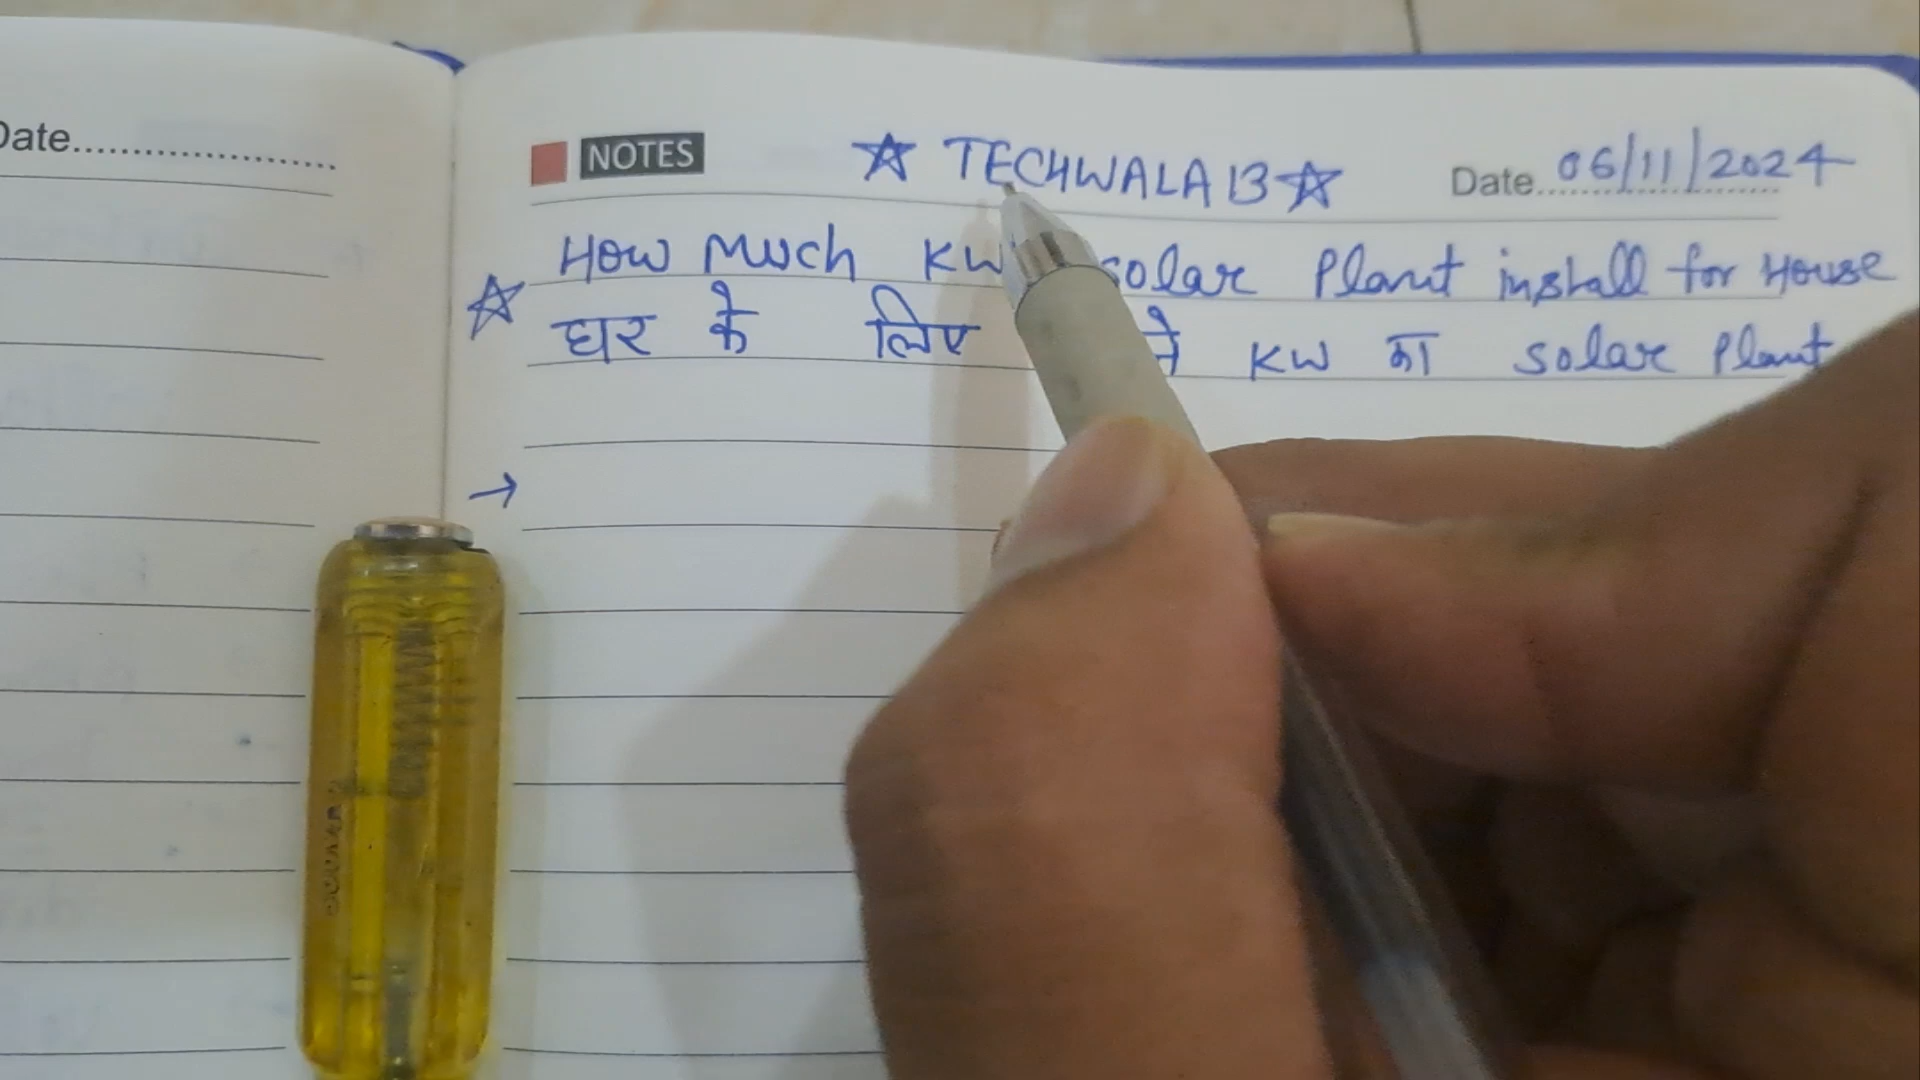 Date....................................
NOTES ☆ TECHWALA 13 ☆ Date 06/11/2024
How Much KW solar Plant install for House
☆ घर के लिए ने KW का solar Plant
→